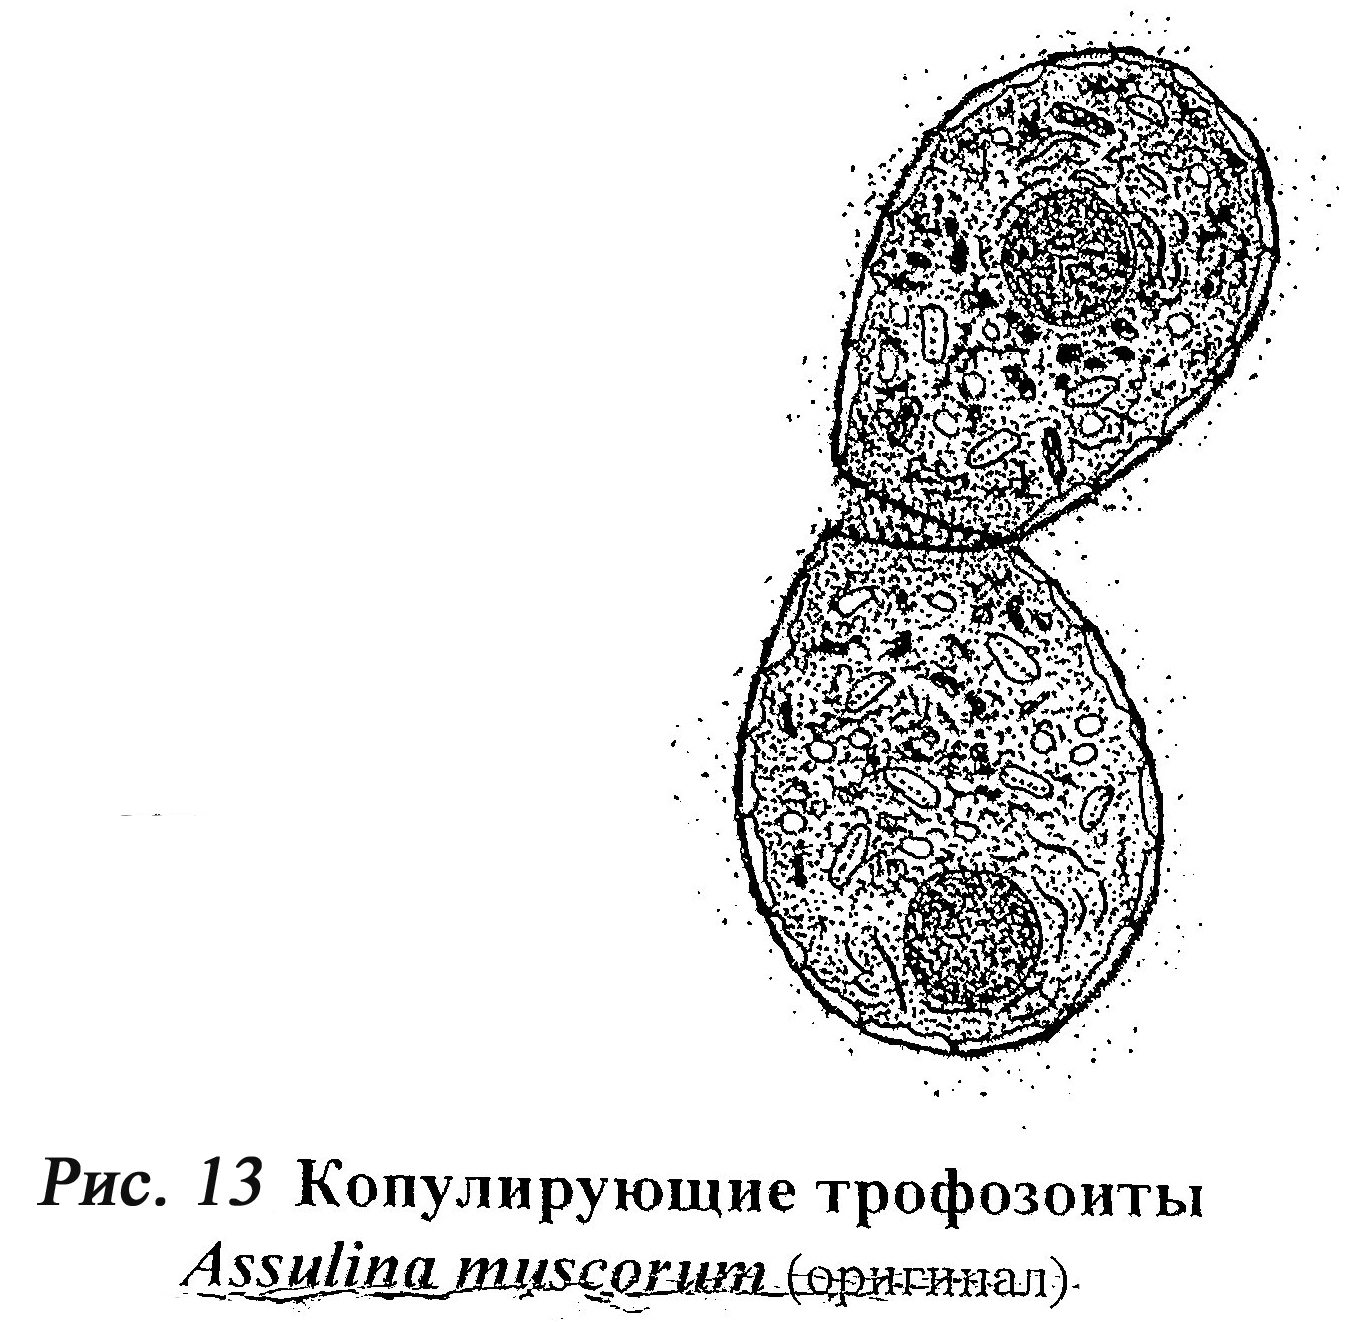 Рис. 13 Копулирующие трофозоиты
Assulina muscorum (оригинал).